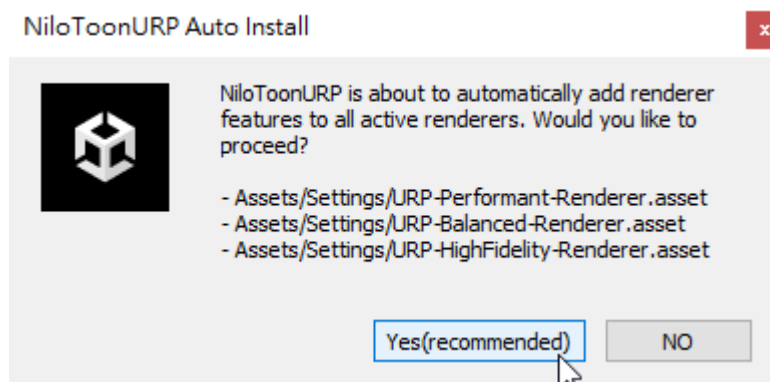 NiloToonURP Auto Install
x
NiloToonURP is about to automatically add renderer
features to all active renderers. Would you like to
proceed?
- Assets/Settings/URP-Performant-Renderer.asset
- Assets/Settings/URP-Balanced-Renderer.asset
- Assets/Settings/URP-HighFidelity-Renderer.asset
Yes(recommended) NO